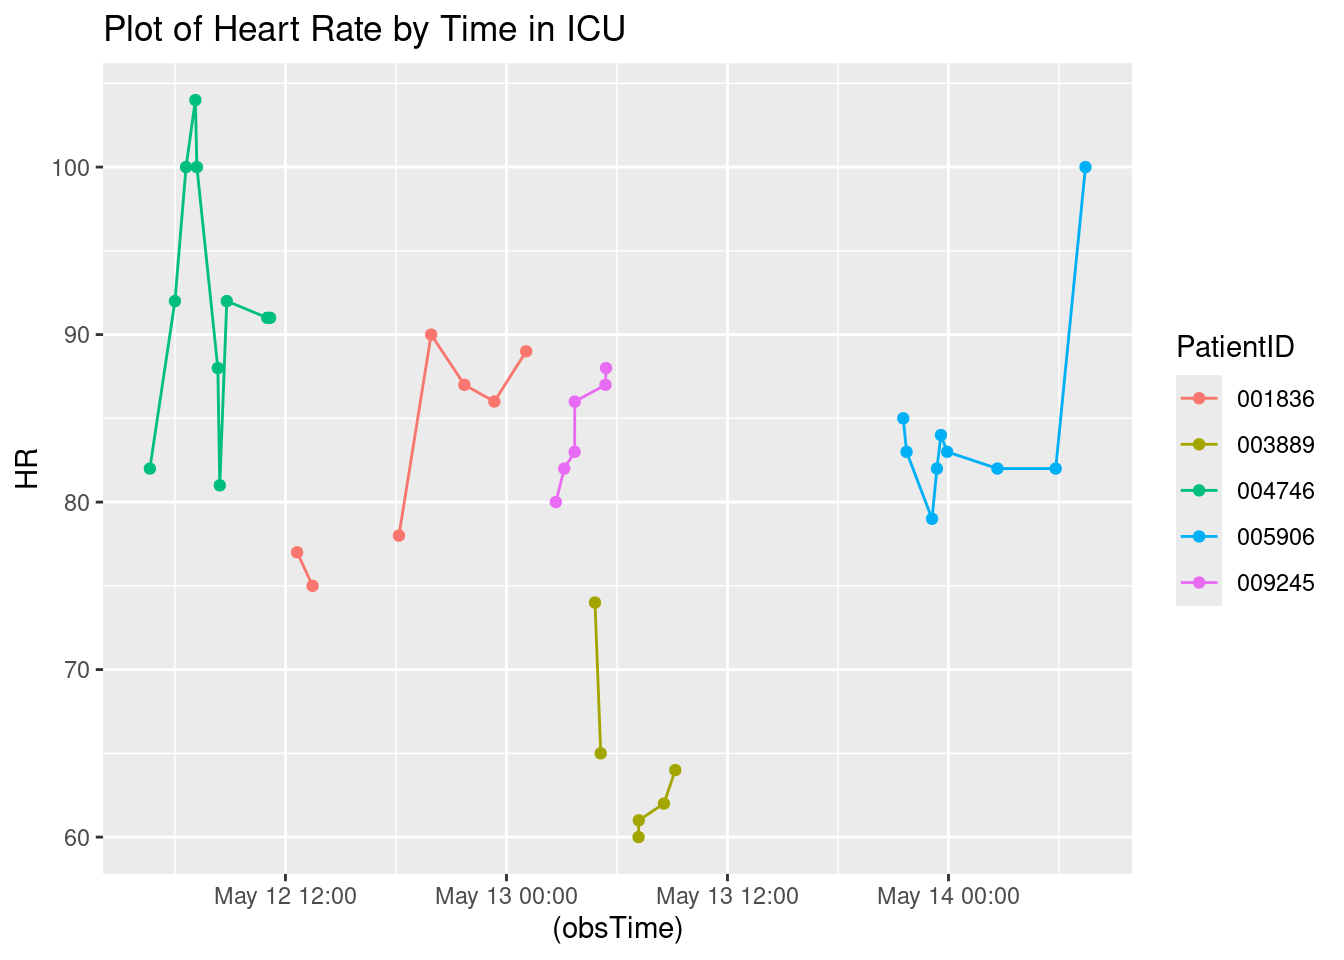 Plot of Heart Rate by Time in ICU
100
90
80
70
60
HR
May 12 12:00
May 13 00:00
May 13 12:00
May 14 00:00
(obsTime)
PatientID
001836
003889
004746
005906
009245